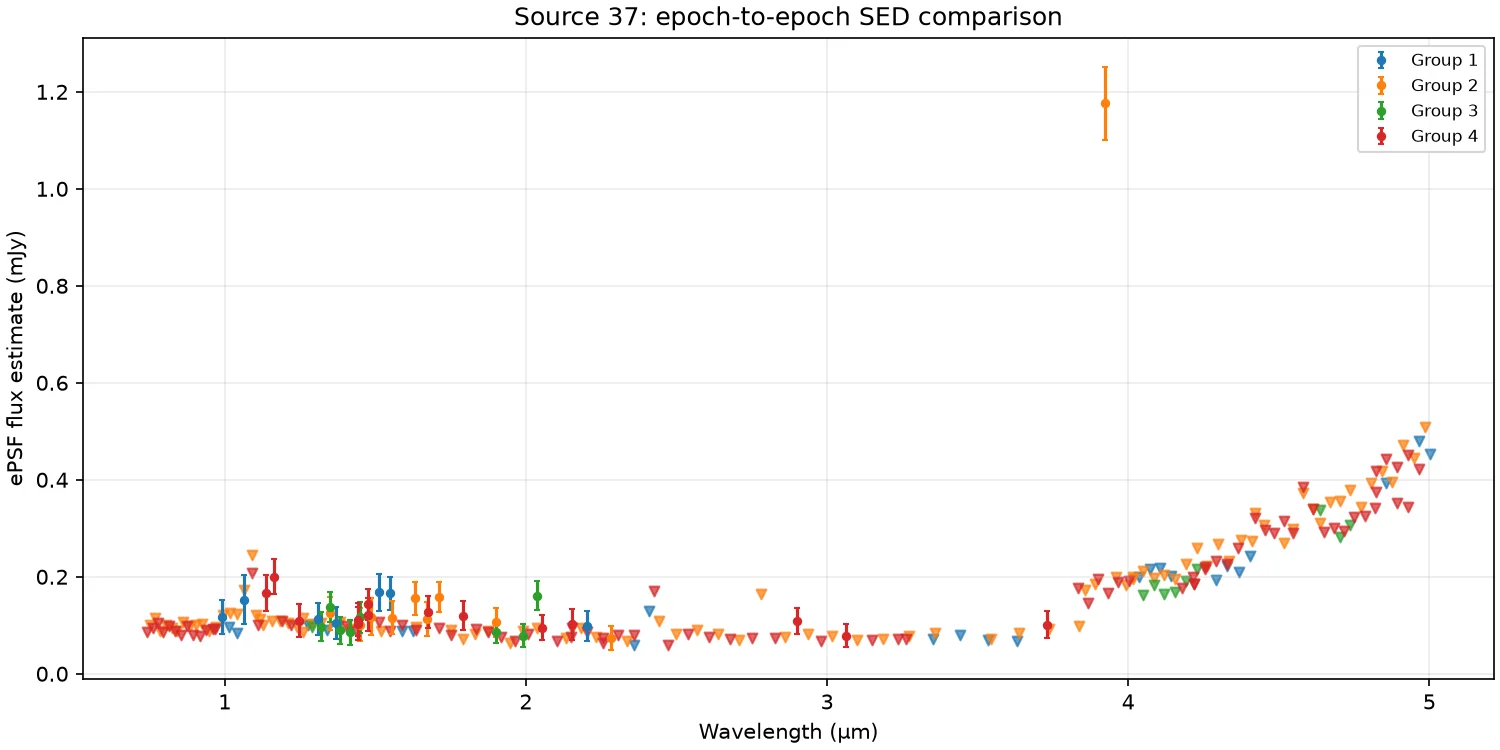 Source 37: epoch-to-epoch SED comparison
ePSF flux estimate (mJy)
1.2
1.0
0.8
0.6
0.4
0.2
0.0
Group 1
Group 2
Group 3
Group 4
1 2 3 4 5
Wavelength (μm)